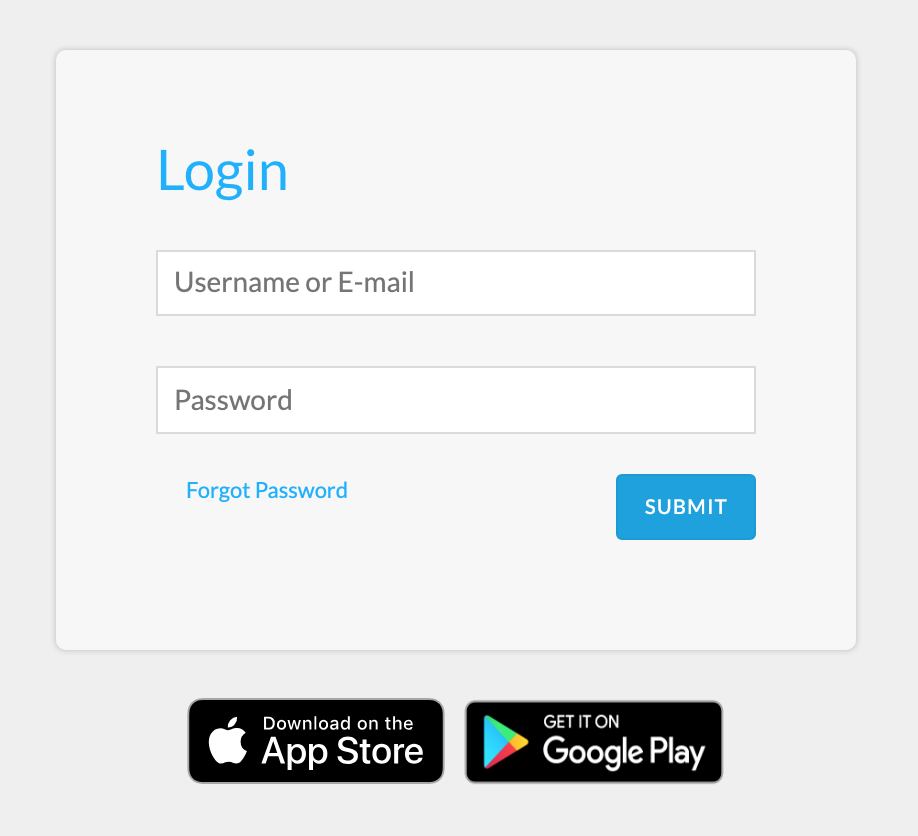 Login
Username or E-mail
Password
Forgot Password
SUBMIT
Download on the
App Store
GET IT ON
Google Play